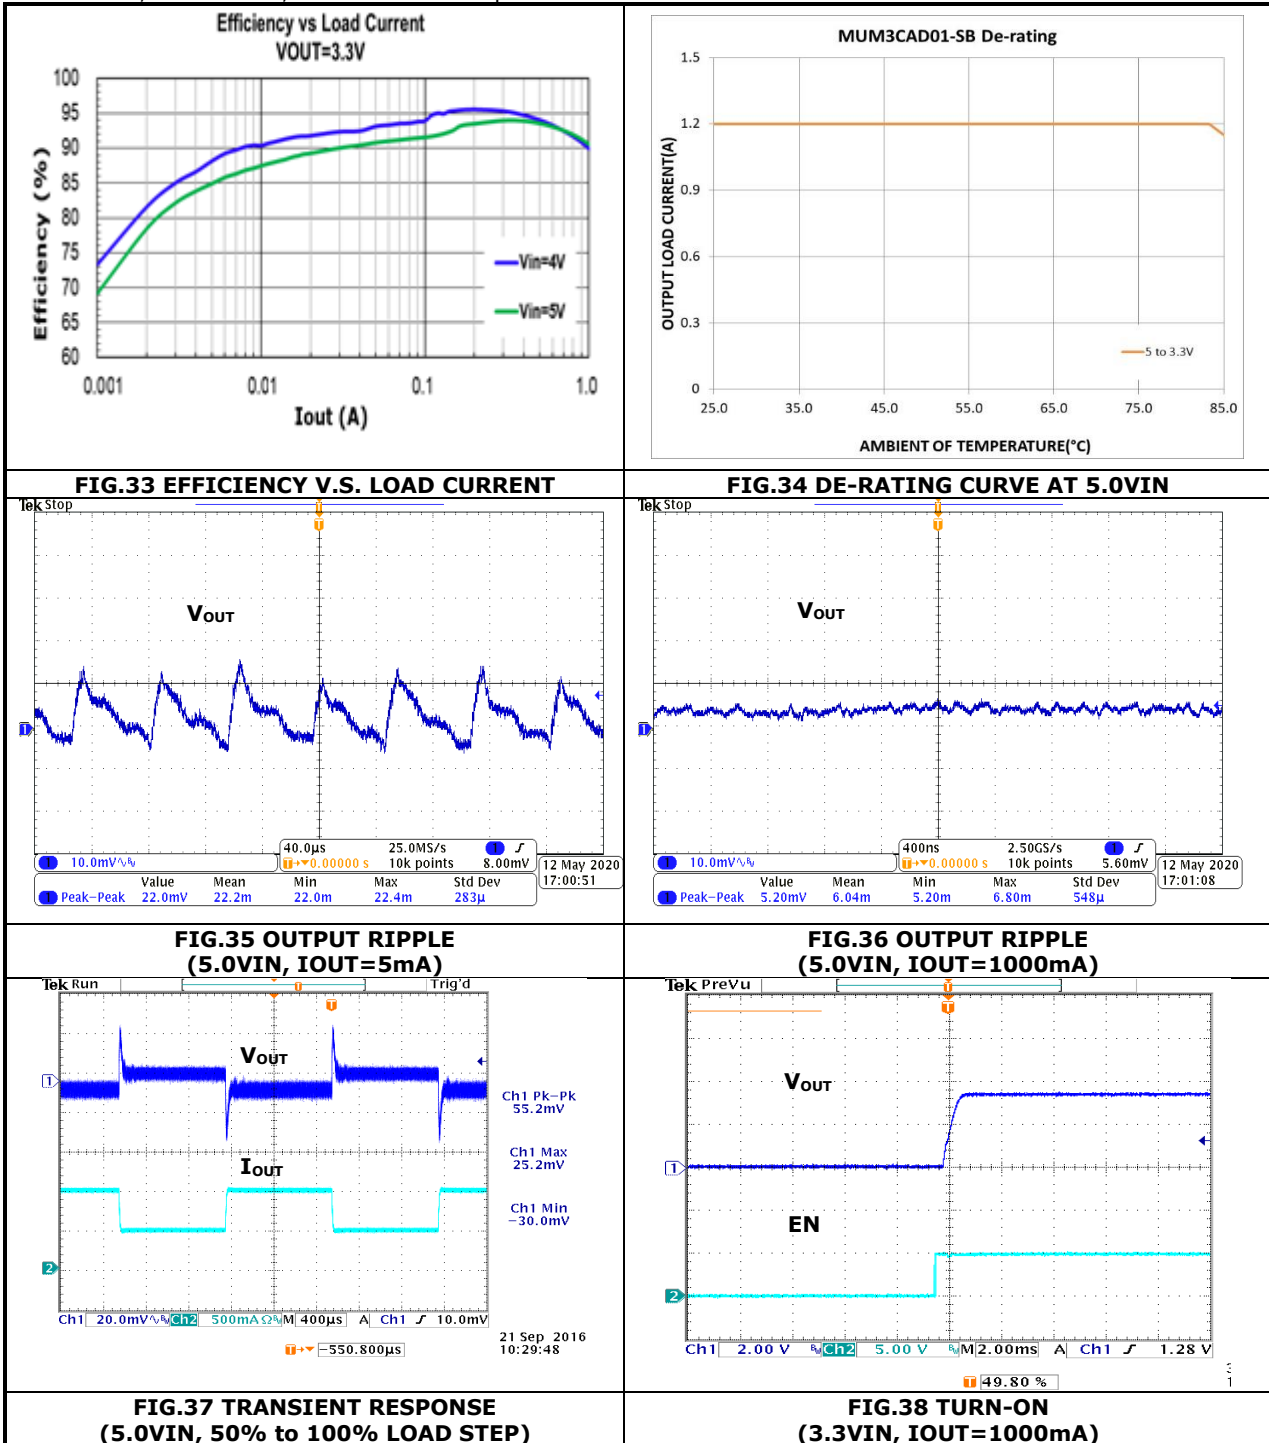 Efficiency vs Load Current
VOUT=3.3V
100
95
90
85
80
75
70
65
60
Efficiency (%)
Vin=4V
Vin=5V
0.001
0.01
0.1
1.0
Iout (A)
MUM3CAD01-SB De-rating
1.5
1.2
0.9
0.6
0.3
0
OUTPUT LOAD CURRENT(A)
5 to 3.3V
25.0
35.0
45.0
55.0
65.0
75.0
85.0
AMBIENT OF TEMPERATURE(°C)
FIG.33 EFFICIENCY V.S. LOAD CURRENT
FIG.34 DE-RATING CURVE AT 5.0VIN
Tek Stop
T
VOUT
1
40.0µs 25.0MS/s 1
1 10.0mV
T 0.00000 s 10k points 8.00mV
12 May 2020
17:00:51
Value Mean Min Max Std Dev
1 Peak-Peak 22.0mV 22.2m 22.0m 22.4m 283µ
Tek Stop
T
VOUT
1
400ns 2.50GS/s 1
1 10.0mV
T 0.00000 s 10k points 5.60mV
12 May 2020
17:01:08
Value Mean Min Max Std Dev
1 Peak-Peak 5.20mV 6.04m 5.20m 6.80m 548µ
FIG.35 OUTPUT RIPPLE
(5.0VIN, IOUT=5mA)
FIG.36 OUTPUT RIPPLE
(5.0VIN, IOUT=1000mA)
Tek Run Trig'd
T
VOUT
1
Ch1 Pk-Pk
55.2mV
Ch1 Max
25.2mV
IOUT
Ch1 Min
-30.0mV
2
Ch1 20.0mV Ch2 500mA Ω M 400µs A Ch1 10.0mV
T -550.800µs
21 Sep 2016
10:29:48
Tek PreVu
T
VOUT
1
EN
2
Ch1 2.00 V Ch2 5.00 V M 2.00ms A Ch1 1.28 V
T 49.80 %
FIG.37 TRANSIENT RESPONSE
(5.0VIN, 50% to 100% LOAD STEP)
FIG.38 TURN-ON
(3.3VIN, IOUT=1000mA)